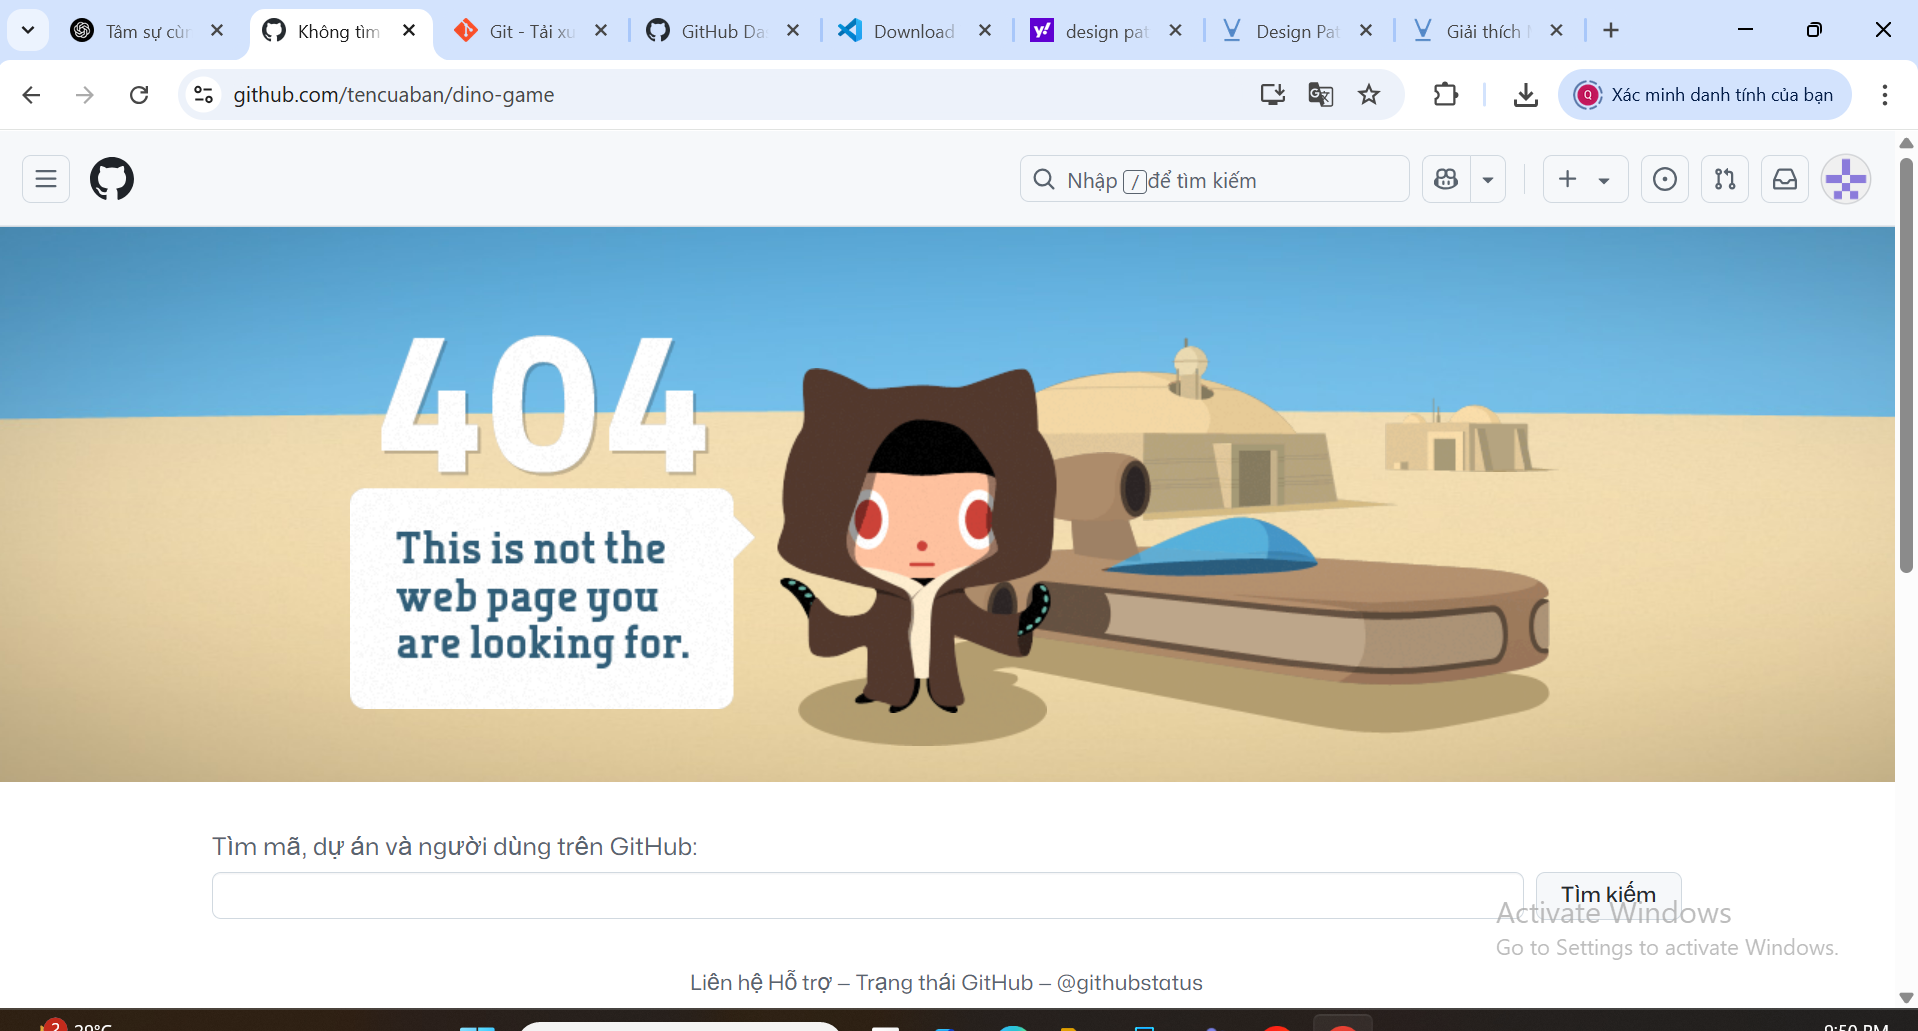 Tâm sự cùn
Không tìm
Git - Tải xu
GitHub Da
Download
design pat
Design Pat
Giải thích
github.com/tencuaban/dino-game
Q
Xác minh danh tính của bạn
Nhập / để tìm kiếm
404
This is not the
web page you
are looking for.
Tìm mã, dự án và người dùng trên GitHub:
Tìm kiếm
Activate Windows
Go to Settings to activate Windows.
Liên hệ Hỗ trợ – Trạng thái GitHub – @githubstatus
2